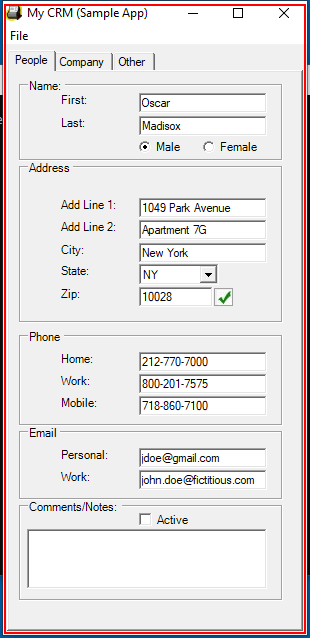 My CRM (Sample App)
File
People Company Other
Name:
First: Oscar
Last: Madisox
Male Female
Address
Add Line 1: 1049 Park Avenue
Add Line 2: Apartment 7G
City: New York
State: NY
Zip: 10028
Phone
Home: 212-770-7000
Work: 800-201-7575
Mobile: 718-860-7100
Email
Personal: jdoe@gmail.com
Work: john.doe@fictitious.com
Comments/Notes:
Active